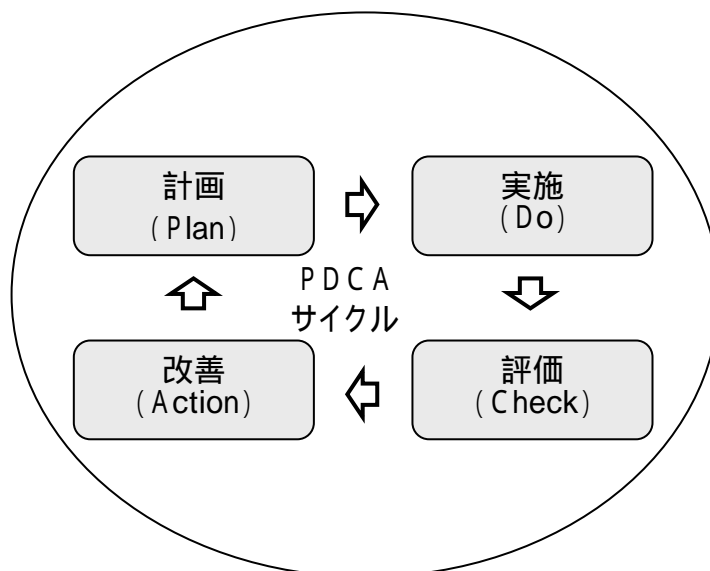 計画
(Plan)
実施
(Do)
PDCA
サイクル
改善
(Action)
評価
(Check)